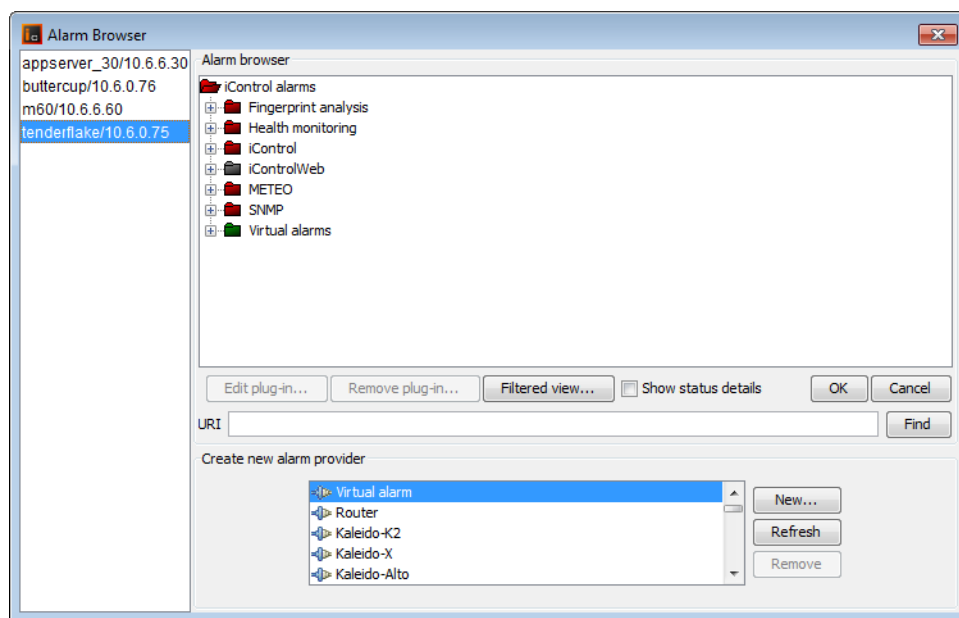 Alarm Browser
appserver_30/10.6.6.30
buttercup/10.6.0.76
m60/10.6.6.60
tenderflake/10.6.0.75
Alarm browser
iControl alarms
Fingerprint analysis
Health monitoring
iControl
iControlWeb
METEO
SNMP
Virtual alarms
Edit plug-in... Remove plug-in... Filtered view... Show status details OK Cancel
URI Find
Create new alarm provider
Virtual alarm
Router
Kaleido-K2
Kaleido-X
Kaleido-Alto
New...
Refresh
Remove